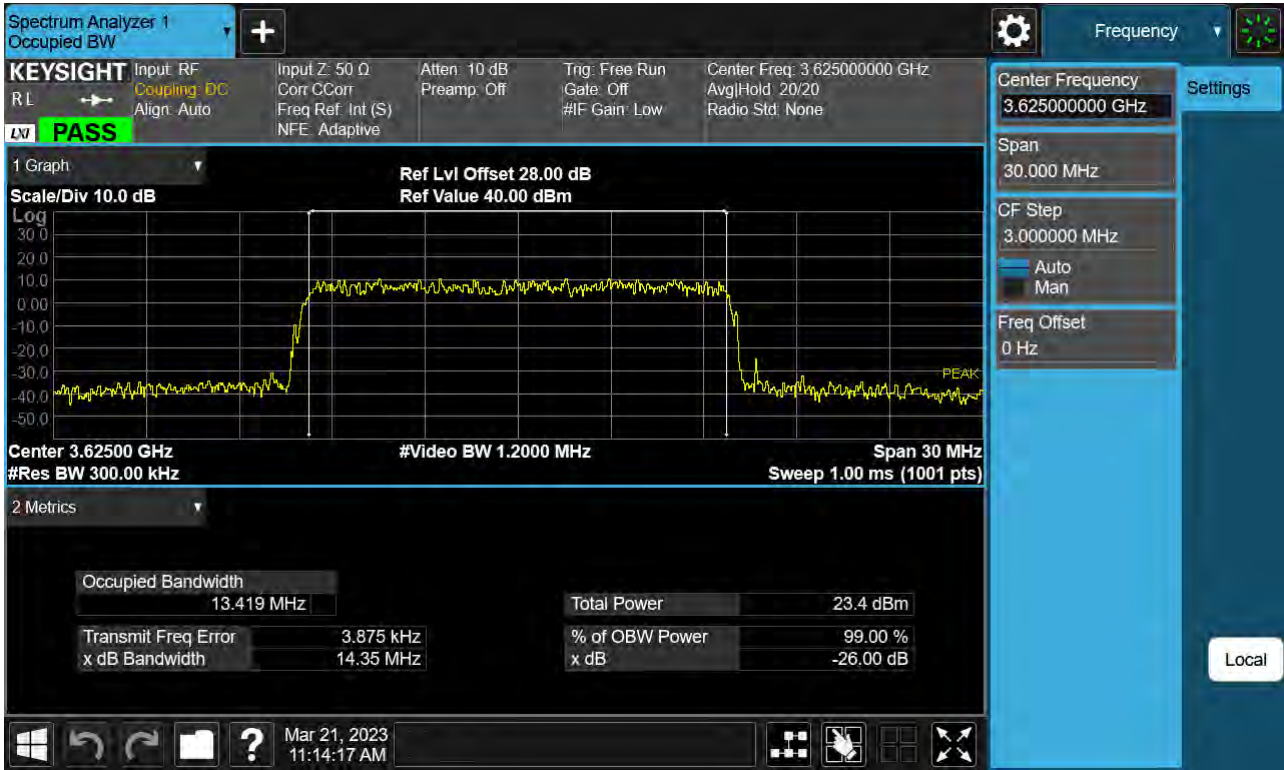 Spectrum Analyzer 1
Occupied BW
+
Frequency
KEYSIGHT
RL
LXI PASS
Input: RF
Coupling: DC
Align: Auto
Input Z: 50 Ω
Corr CCorr
Freq Ref: Int (S)
NFE: Adaptive
Atten: 10 dB
Preamp: Off
Trig: Free Run
Gate: Off
#IF Gain: Low
Center Freq: 3.625000000 GHz
Avg|Hold: 20/20
Radio Std: None
Center Frequency
3.625000000 GHz
Settings
Span
30.000 MHz
CF Step
3.000000 MHz
Auto
Man
Freq Offset
0 Hz
Local
1 Graph
Scale/Div 10.0 dB
Ref Lvl Offset 28.00 dB
Ref Value 40.00 dBm
Log
30.0
20.0
10.0
0.00
-10.0
-20.0
-30.0
-40.0
-50.0
PEAK
Center 3.62500 GHz
#Video BW 1.2000 MHz
Span 30 MHz
#Res BW 300.00 kHz
Sweep 1.00 ms (1001 pts)
2 Metrics
Occupied Bandwidth
13.419 MHz
Total Power 23.4 dBm
Transmit Freq Error 3.875 kHz
% of OBW Power 99.00 %
x dB Bandwidth 14.35 MHz
x dB -26.00 dB
?
Mar 21, 2023
11:14:17 AM